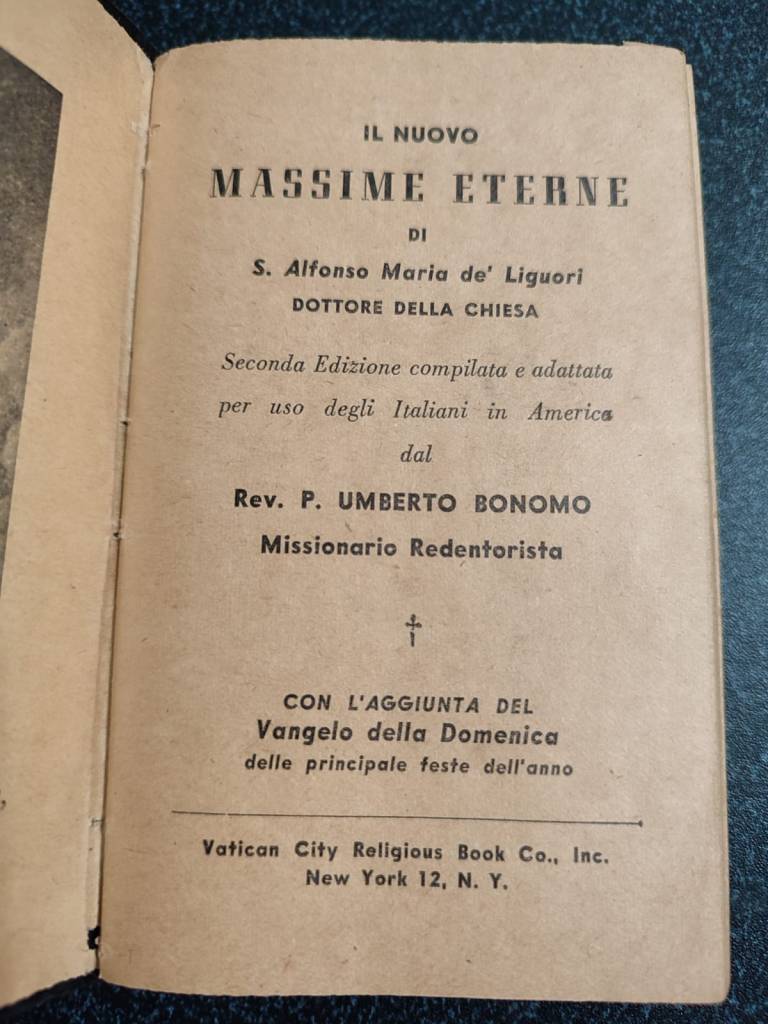 IL NUOVO
MASSIME ETERNE
DI
S. Alfonso Maria de' Liguori
DOTTORE DELLA CHIESA
Seconda Edizione compilata e adattata
per uso degli Italiani in America
dal
Rev. P. UMBERTO BONOMO
Missionario Redentorista
CON L'AGGIUNTA DEL
Vangelo della Domenica
delle principale feste dell'anno
Vatican City Religious Book Co., Inc.
New York 12, N. Y.